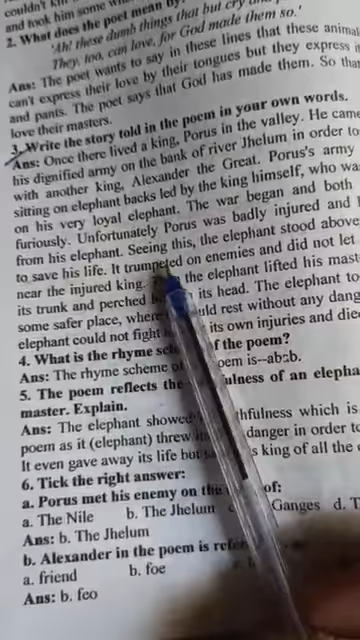 couldn't
and took him some
2. What does the poet mean by
'Ah! these dumb things that but cry
They, too, can love, for God made them so.'
Ans: The poet wants to say in these lines that these animal
can't express their love by their tongues but they express i
and pants. The poet says that God has made them. So tha
love their masters.
3. Write the story told in the poem in your own words.
Ans: Once there lived a king, Porus in the valley. He came
his dignified army on the bank of river Jhelum in order to
with another king, Alexander the Great. Porus's army
sitting on elephant backs led by the king himself, who wa
on his very loyal elephant. The war began and both
furiously. Unfortunately Porus was badly injured and
from his elephant. Seeing this, the elephant stood above
to save his life. It trumpeted on enemies and did not let
near the injured king. the elephant lifted his mast
its trunk and perched its head. The elephant to
some safer place, where uld rest without any dang
elephant could not fight its own injuries and die
4. What is the rhyme sc f the poem?
Ans: The rhyme scheme o oem is--abab.
5. The poem reflects the ulness of an elepha
master. Explain.
Ans: The elephant showed thfulness which is
poem as it (elephant) threw danger in order to
It even gave away its life but s king of all the
6. Tick the right answer:
a. Porus met his enemy on the of:
a. The Nile b. The Jhelum Ganges d. T
Ans: b. The Jhelum
b. Alexander in the poem is refe
a. friend b. foe
Ans: b. feo